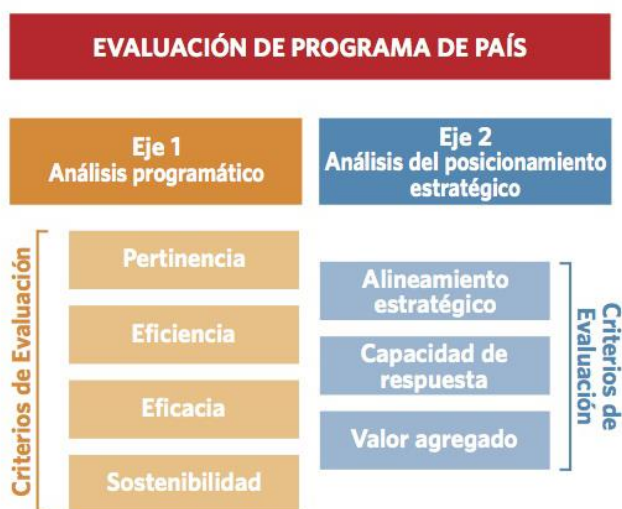 EVALUACIÓN DE PROGRAMA DE PAÍS
Eje 1
Análisis programático
Eje 2
Análisis del posicionamiento
estratégico
Criterios de Evaluación
Pertinencia
Eficiencia
Eficacia
Sostenibilidad
Alineamiento
estratégico
Capacidad de
respuesta
Valor agregado
Criterios de
Evaluación